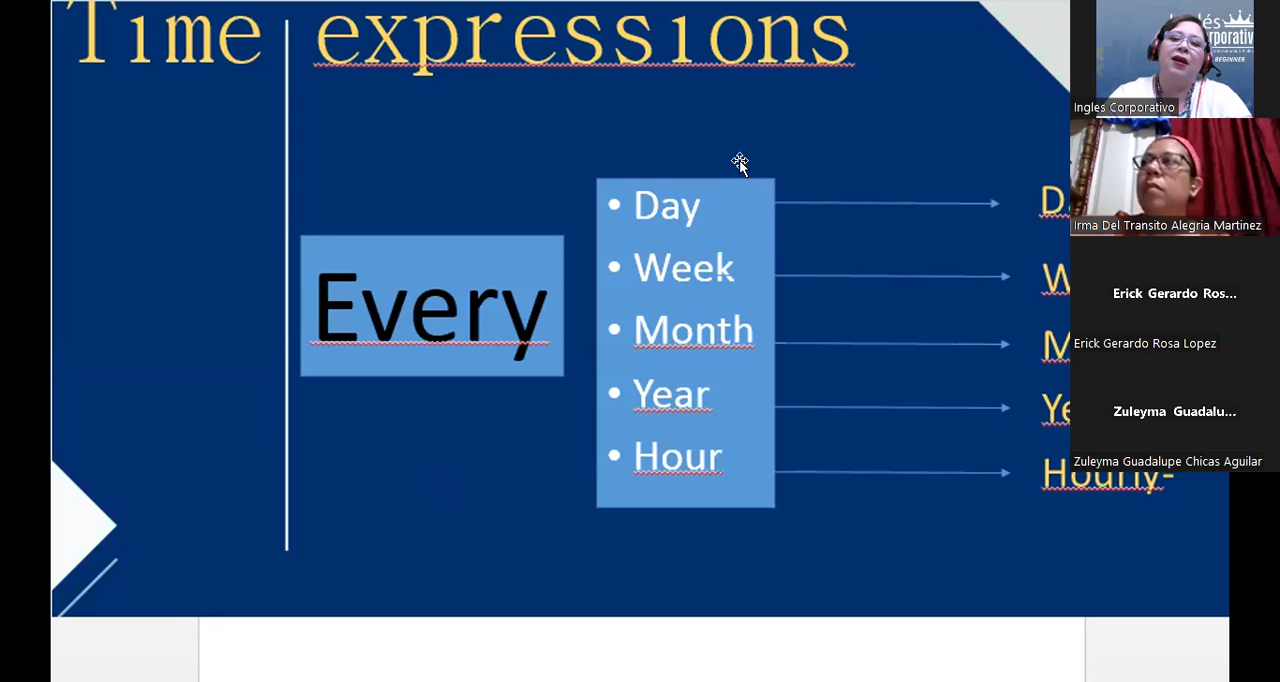 Time expressions
Every
• Day
• Week
• Month
• Year
• Hour
Hourly-
BEGINNER
Ingles Corporativo
Irma Del Transito Alegria Martinez
Erick Gerardo Ros...
Erick Gerardo Rosa Lopez
Zuleyma Guadalu...
Zuleyma Guadalupe Chicas Aguilar